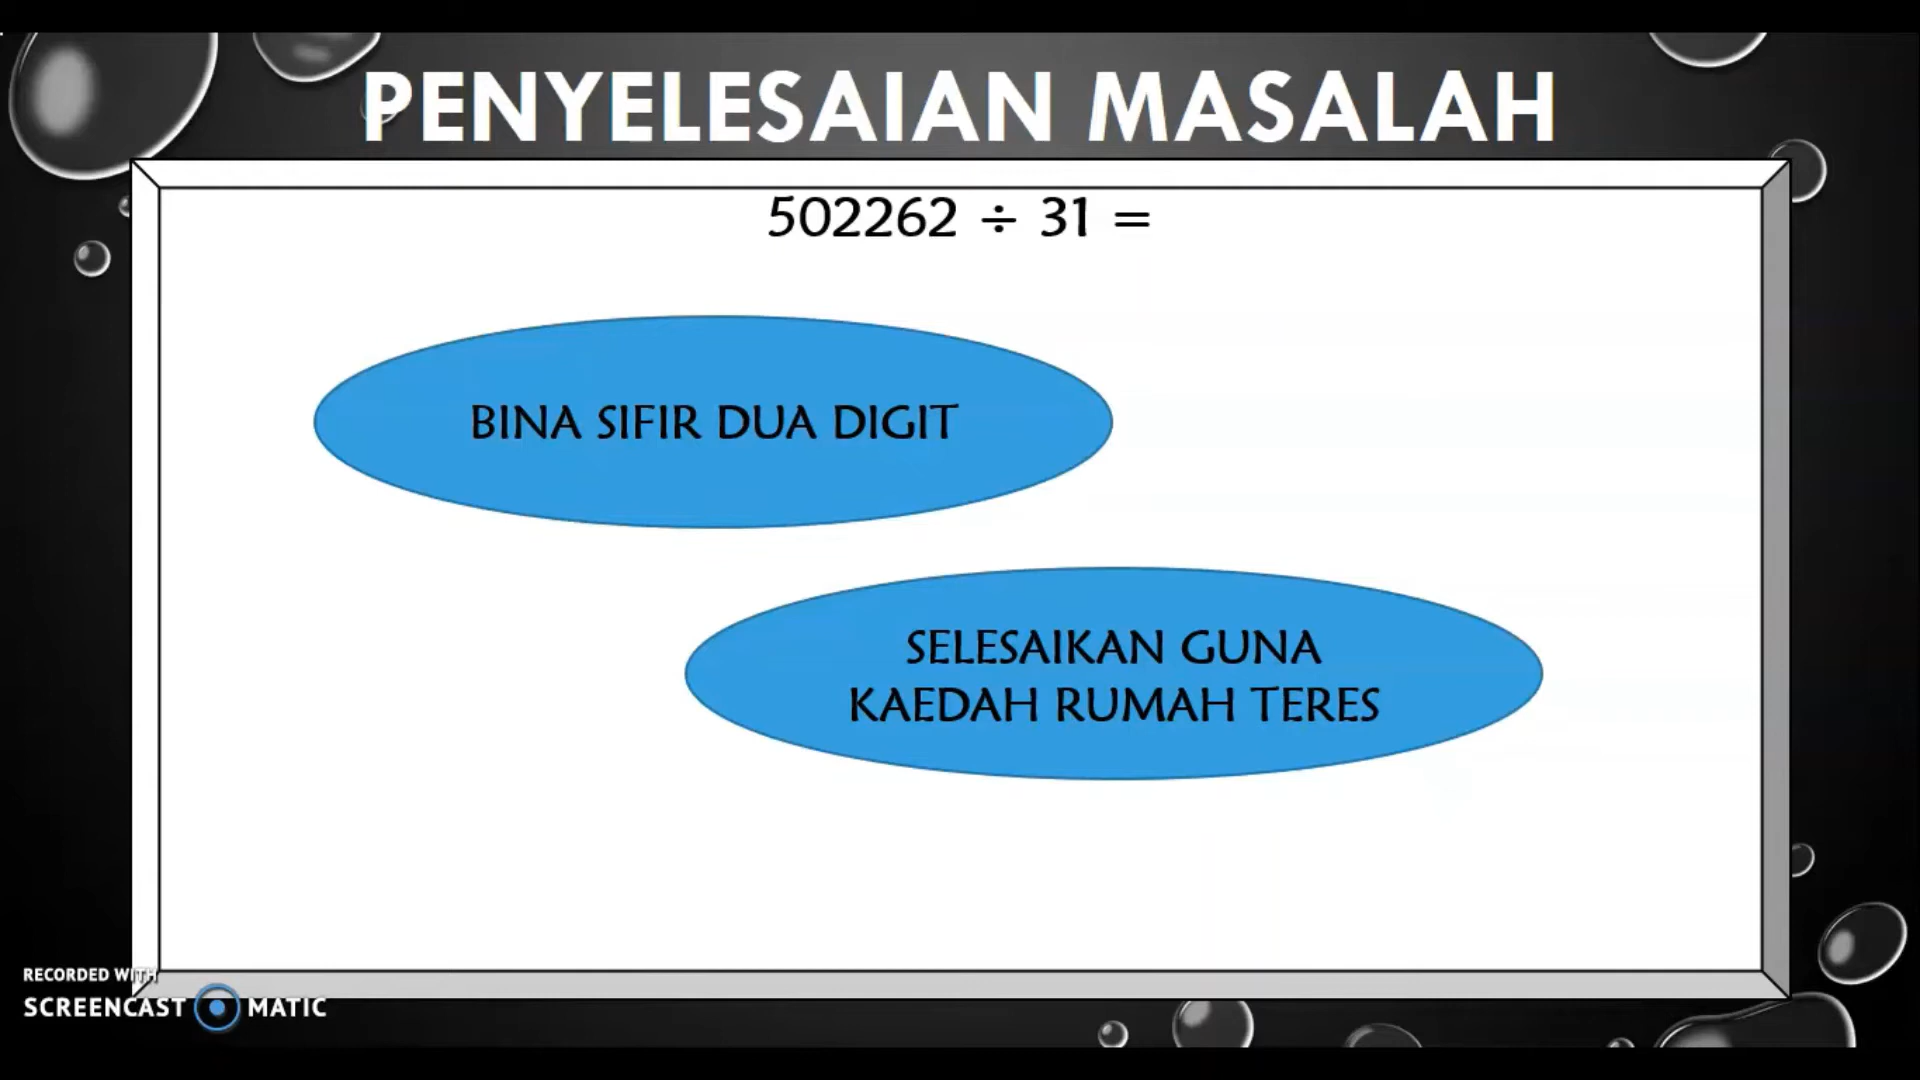 PENYELESAIAN MASALAH
502262 ÷ 31 =
BINA SIFIR DUA DIGIT
SELESAIKAN GUNA
KAEDAH RUMAH TERES
RECORDED WITH
SCREENCAST MATIC